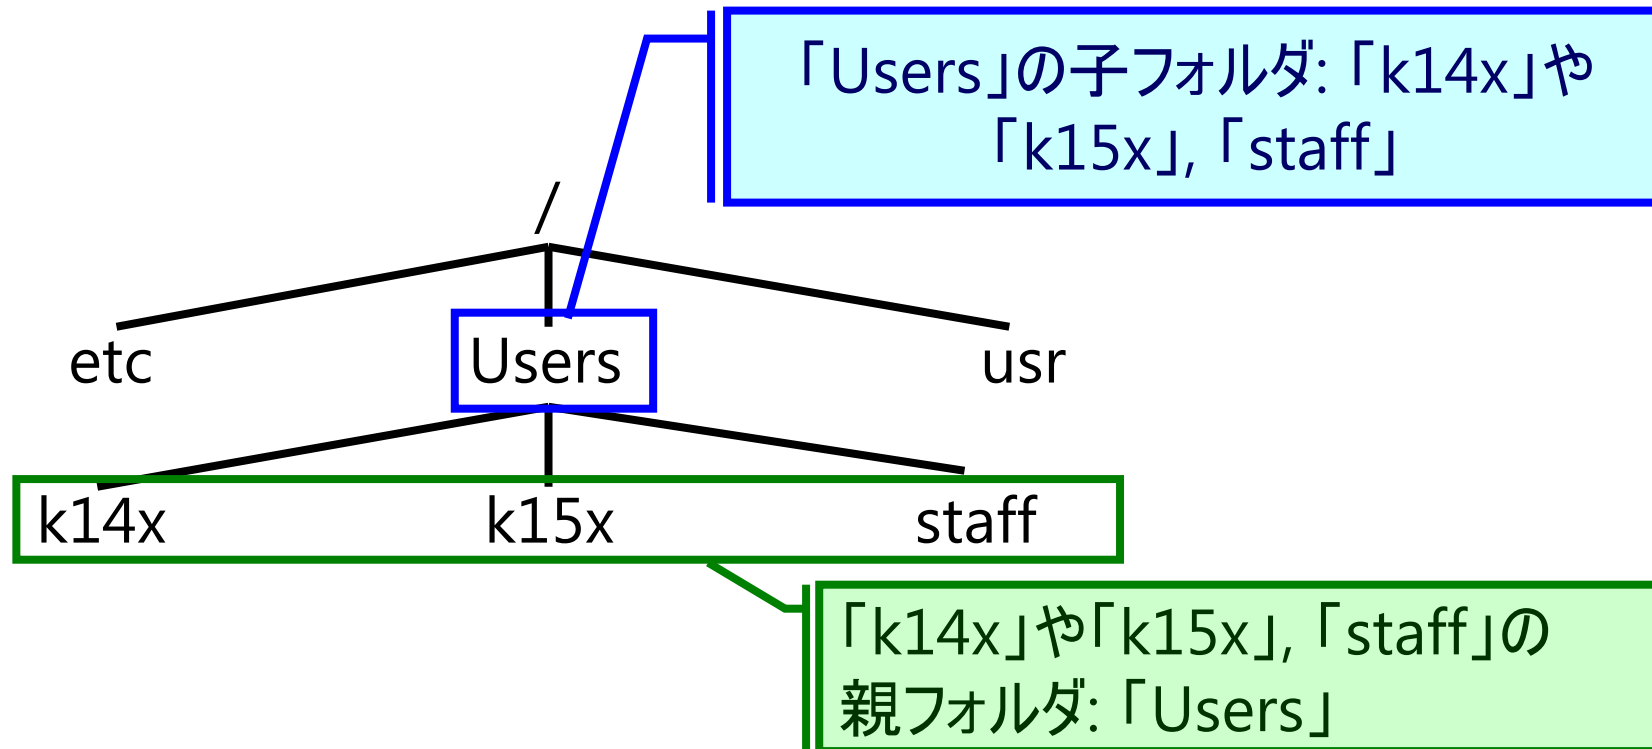 「Users」の子フォルダ: 「k14x」や
「k15x」, 「staff」
/
etc Users usr
k14x k15x staff
「k14x」や「k15x」, 「staff」の
親フォルダ: 「Users」